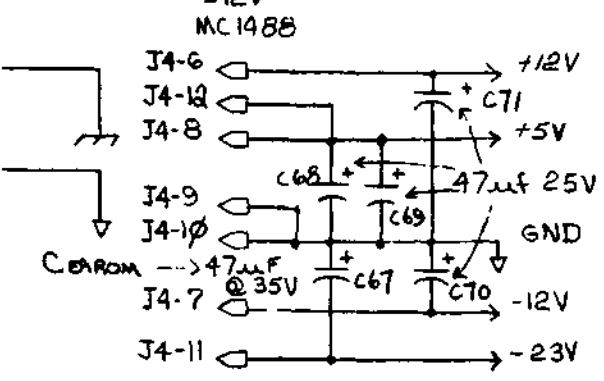 -12V
MC1488
J4-6 +12V
J4-12 + C71
J4-8 +5V
C68 + + 47uf 25V
J4-9 C69
J4-10 GND
47uF + +
@ 35V C67 C70
J4-7 -12V
J4-11 -23V